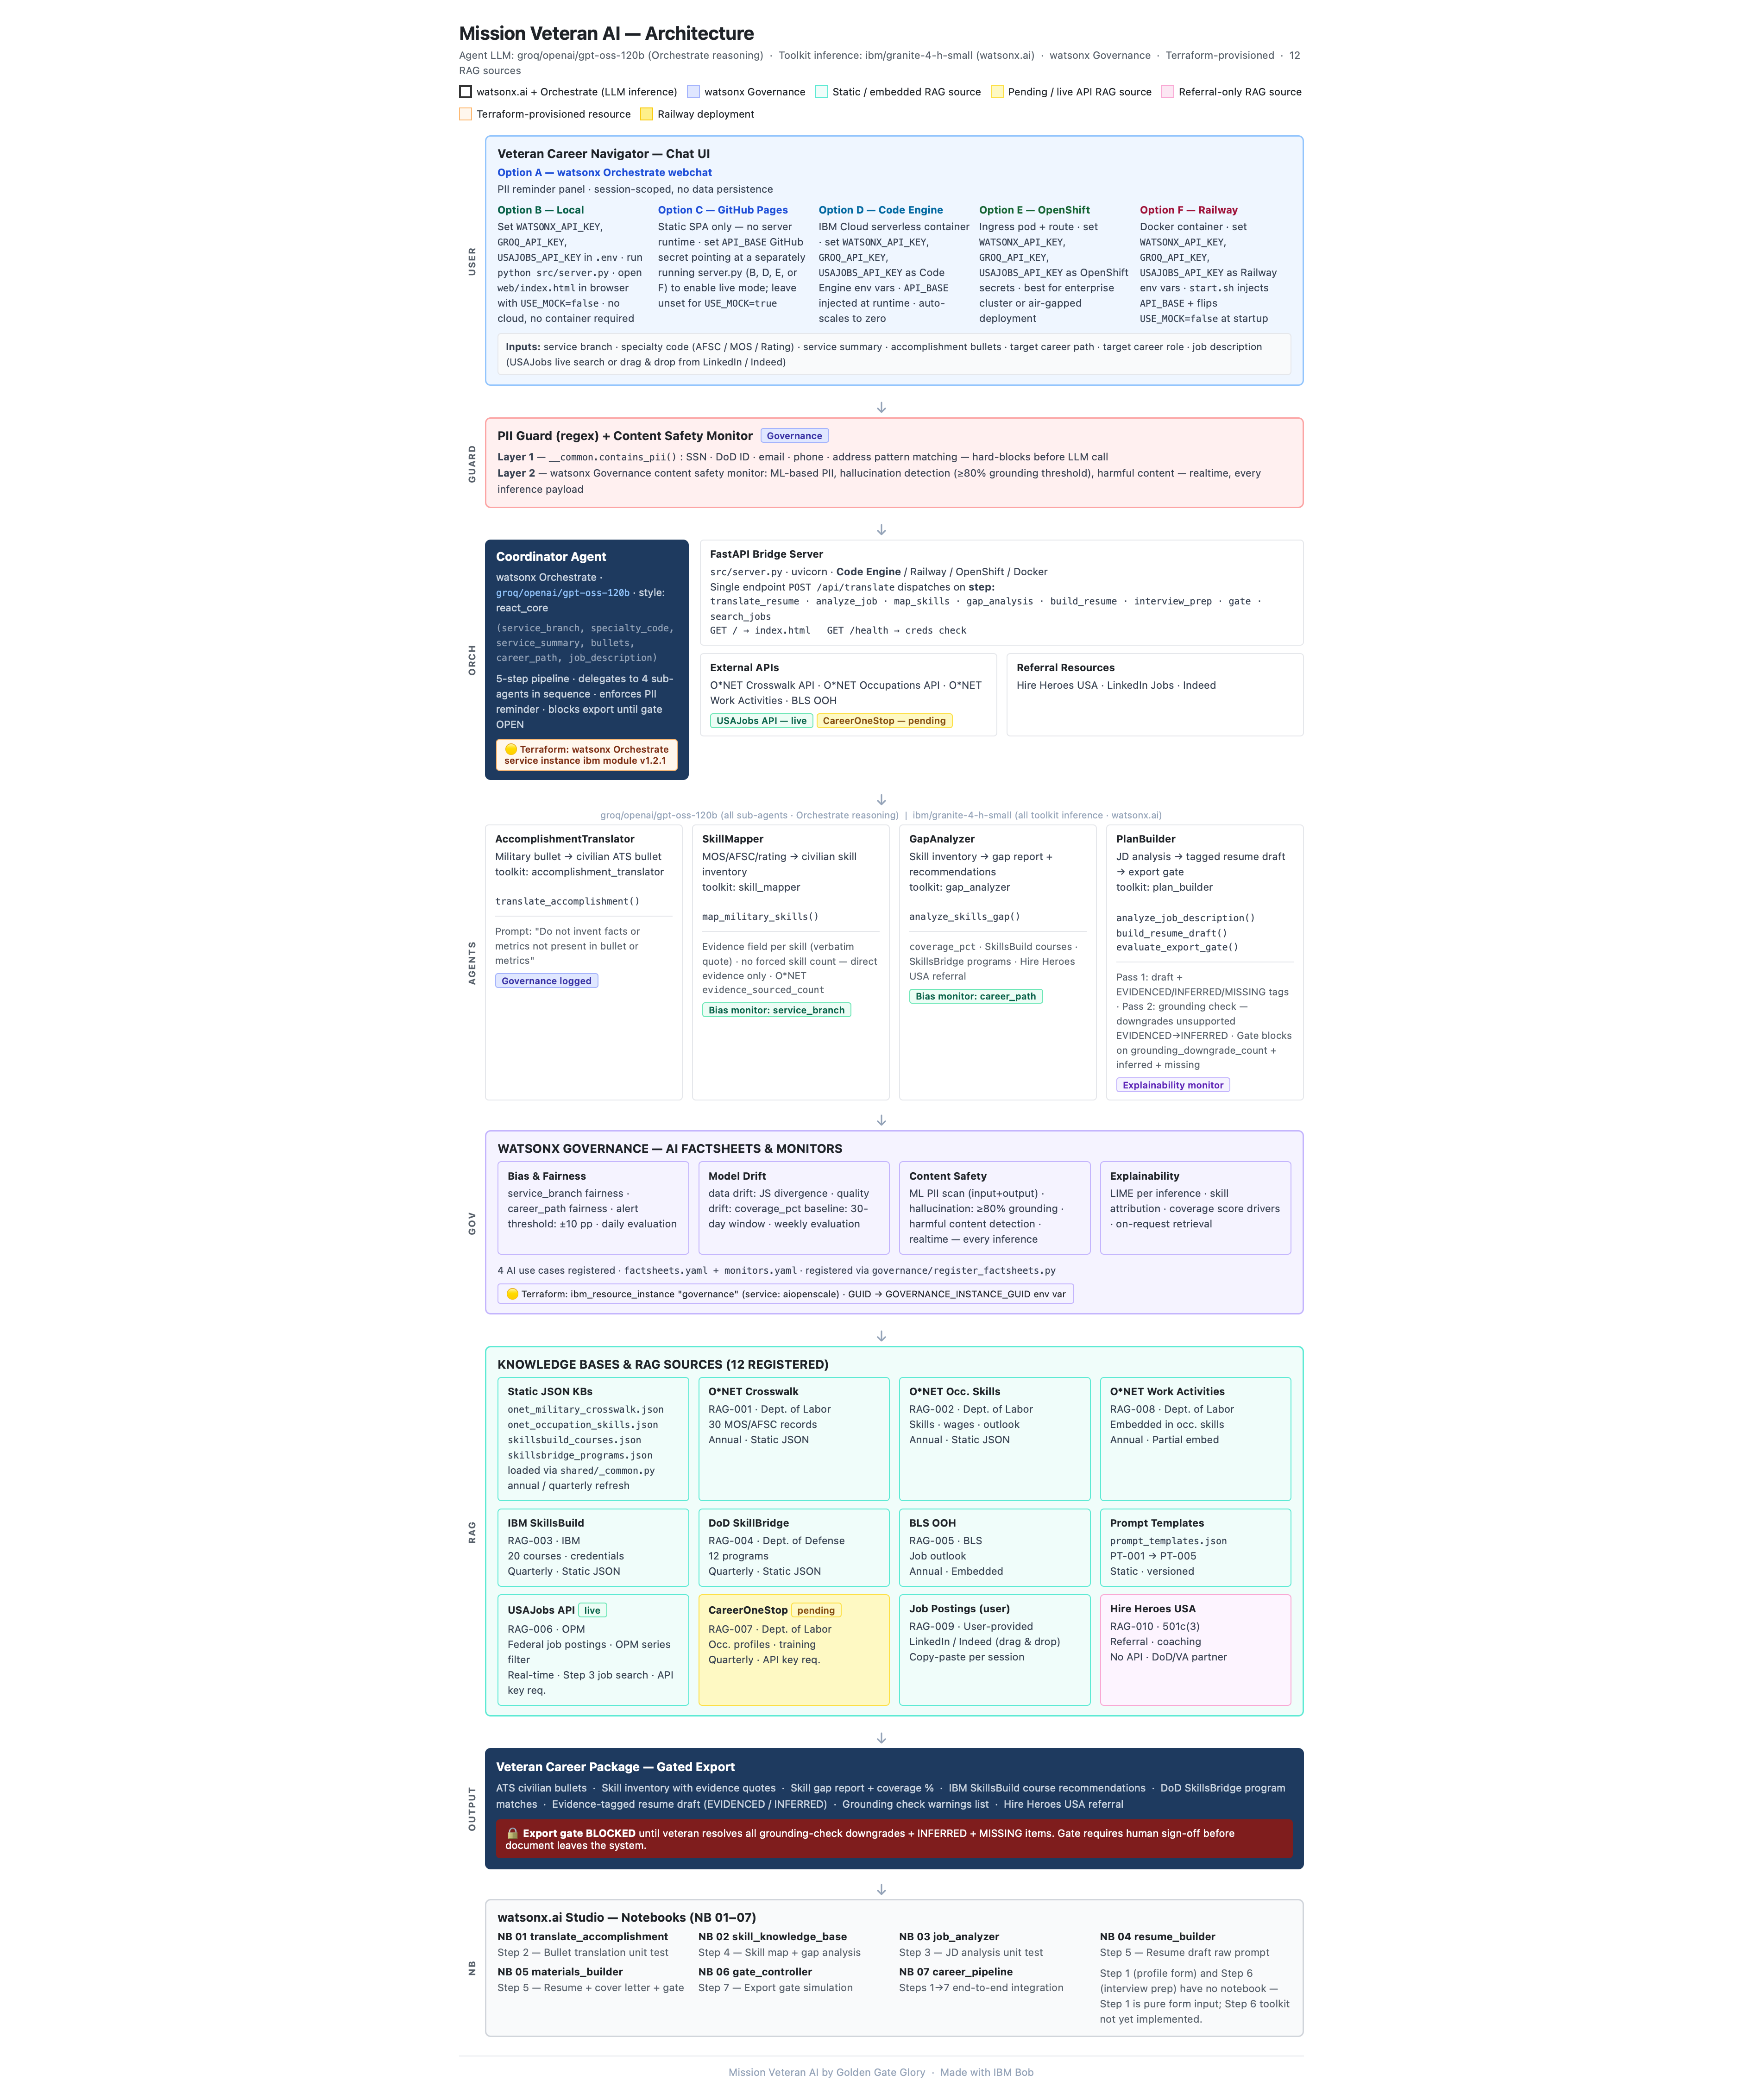 Mission Veteran AI — Architecture
Agent LLM: groq/openai/gpt-oss-120b (Orchestrate reasoning) · Toolkit inference: ibm/granite-4-h-small (watsonx.ai) · watsonx Governance · Terraform-provisioned · 12
RAG sources
watsonx.ai + Orchestrate (LLM inference) watsonx Governance Static / embedded RAG source Pending / live API RAG source Referral-only RAG source
Terraform-provisioned resource Railway deployment
USER
Veteran Career Navigator — Chat UI
Option A — watsonx Orchestrate webchat
PII reminder panel · session-scoped, no data persistence
Option B — Local
Set WATSONX_API_KEY,
GROQ_API_KEY,
USAJOBS_API_KEY in .env · run
python src/server.py · open
web/index.html in browser
with USE_MOCK=false · no
cloud, no container required
Option C — GitHub Pages
Static SPA only — no server
runtime · set API_BASE GitHub
secret pointing at a separately
running server.py (B, D, E, or
F) to enable live mode; leave
unset for USE_MOCK=true
Option D — Code Engine
IBM Cloud serverless container
· set WATSONX_API_KEY,
GROQ_API_KEY,
USAJOBS_API_KEY as Code
Engine env vars · API_BASE
injected at runtime · auto-
scales to zero
Option E — OpenShift
Ingress pod + route · set
WATSONX_API_KEY,
GROQ_API_KEY,
USAJOBS_API_KEY as OpenShift
secrets · best for enterprise
cluster or air-gapped
deployment
Option F — Railway
Docker container · set
WATSONX_API_KEY,
GROQ_API_KEY,
USAJOBS_API_KEY as Railway
env vars · start.sh injects
API_BASE + flips
USE_MOCK=false at startup
Inputs: service branch · specialty code (AFSC / MOS / Rating) · service summary · accomplishment bullets · target career path · target career role · job description
(USAJobs live search or drag & drop from LinkedIn / Indeed)
↓
GUARD
PII Guard (regex) + Content Safety Monitor Governance
Layer 1 — __common.contains_pii() : SSN · DoD ID · email · phone · address pattern matching — hard-blocks before LLM call
Layer 2 — watsonx Governance content safety monitor: ML-based PII, hallucination detection (≥80% grounding threshold), harmful content — realtime, every
inference payload
↓
ORCH
Coordinator Agent
watsonx Orchestrate ·
groq/openai/gpt-oss-120b · style:
react_core
(service_branch, specialty_code,
service_summary, bullets,
career_path, job_description)
5-step pipeline · delegates to 4 sub-
agents in sequence · enforces PII
reminder · blocks export until gate
OPEN
Terraform: watsonx Orchestrate
service instance ibm module v1.2.1
FastAPI Bridge Server
src/server.py · uvicorn · Code Engine / Railway / OpenShift / Docker
Single endpoint POST /api/translate dispatches on step:
translate_resume · analyze_job · map_skills · gap_analysis · build_resume · interview_prep · gate ·
search_jobs
GET / → index.html GET /health → creds check
External APIs
O*NET Crosswalk API · O*NET Occupations API · O*NET
Work Activities · BLS OOH
USAJobs API — live CareerOneStop — pending
Referral Resources
Hire Heroes USA · LinkedIn Jobs · Indeed
↓
groq/openai/gpt-oss-120b (all sub-agents · Orchestrate reasoning) | ibm/granite-4-h-small (all toolkit inference · watsonx.ai)
AGENTS
AccomplishmentTranslator
Military bullet → civilian ATS bullet
toolkit: accomplishment_translator
translate_accomplishment()
Prompt: "Do not invent facts or
metrics not present in bullet or
metrics"
Governance logged
SkillMapper
MOS/AFSC/rating → civilian skill
inventory
toolkit: skill_mapper
map_military_skills()
Evidence field per skill (verbatim
quote) · no forced skill count — direct
evidence only · O*NET
evidence_sourced_count
Bias monitor: service_branch
GapAnalyzer
Skill inventory → gap report +
recommendations
toolkit: gap_analyzer
analyze_skills_gap()
coverage_pct · SkillsBuild courses ·
SkillsBridge programs · Hire Heroes
USA referral
Bias monitor: career_path
PlanBuilder
JD analysis → tagged resume draft
→ export gate
toolkit: plan_builder
analyze_job_description()
build_resume_draft()
evaluate_export_gate()
Pass 1: draft +
EVIDENCED/INFERRED/MISSING tags
· Pass 2: grounding check —
downgrades unsupported
EVIDENCED→INFERRED · Gate blocks
on grounding_downgrade_count +
inferred + missing
Explainability monitor
↓
GOV
WATSONX GOVERNANCE — AI FACTSHEETS & MONITORS
Bias & Fairness
service_branch fairness ·
career_path fairness · alert
threshold: ±10 pp · daily evaluation
Model Drift
data drift: JS divergence · quality
drift: coverage_pct baseline: 30-
day window · weekly evaluation
Content Safety
ML PII scan (input+output) ·
hallucination: ≥80% grounding ·
harmful content detection ·
realtime — every inference
Explainability
LIME per inference · skill
attribution · coverage score drivers
· on-request retrieval
4 AI use cases registered · factsheets.yaml + monitors.yaml · registered via governance/register_factsheets.py
Terraform: ibm_resource_instance "governance" (service: aiopenscale) · GUID → GOVERNANCE_INSTANCE_GUID env var
↓
RAG
KNOWLEDGE BASES & RAG SOURCES (12 REGISTERED)
Static JSON KBs
onet_military_crosswalk.json
onet_occupation_skills.json
skillsbuild_courses.json
skillsbridge_programs.json
loaded via shared/_common.py
annual / quarterly refresh
O*NET Crosswalk
RAG-001 · Dept. of Labor
30 MOS/AFSC records
Annual · Static JSON
O*NET Occ. Skills
RAG-002 · Dept. of Labor
Skills · wages · outlook
Annual · Static JSON
O*NET Work Activities
RAG-008 · Dept. of Labor
Embedded in occ. skills
Annual · Partial embed
IBM SkillsBuild
RAG-003 · IBM
20 courses · credentials
Quarterly · Static JSON
DoD SkillBridge
RAG-004 · Dept. of Defense
12 programs
Quarterly · Static JSON
BLS OOH
RAG-005 · BLS
Job outlook
Annual · Embedded
Prompt Templates
prompt_templates.json
PT-001 → PT-005
Static · versioned
USAJobs API live
RAG-006 · OPM
Federal job postings · OPM series
filter
Real-time · Step 3 job search · API
key req.
CareerOneStop pending
RAG-007 · Dept. of Labor
Occ. profiles · training
Quarterly · API key req.
Job Postings (user)
RAG-009 · User-provided
LinkedIn / Indeed (drag & drop)
Copy-paste per session
Hire Heroes USA
RAG-010 · 501c(3)
Referral · coaching
No API · DoD/VA partner
↓
OUTPUT
Veteran Career Package — Gated Export
ATS civilian bullets · Skill inventory with evidence quotes · Skill gap report + coverage % · IBM SkillsBuild course recommendations · DoD SkillsBridge program
matches · Evidence-tagged resume draft (EVIDENCED / INFERRED) · Grounding check warnings list · Hire Heroes USA referral
Export gate BLOCKED until veteran resolves all grounding-check downgrades + INFERRED + MISSING items. Gate requires human sign-off before
document leaves the system.
↓
NB
watsonx.ai Studio — Notebooks (NB 01–07)
NB 01 translate_accomplishment
Step 2 — Bullet translation unit test
NB 02 skill_knowledge_base
Step 4 — Skill map + gap analysis
NB 03 job_analyzer
Step 3 — JD analysis unit test
NB 04 resume_builder
Step 5 — Resume draft raw prompt
NB 05 materials_builder
Step 5 — Resume + cover letter + gate
NB 06 gate_controller
Step 7 — Export gate simulation
NB 07 career_pipeline
Steps 1→7 end-to-end integration
Step 1 (profile form) and Step 6
(interview prep) have no notebook —
Step 1 is pure form input; Step 6 toolkit
not yet implemented.
Mission Veteran AI by Golden Gate Glory · Made with IBM Bob